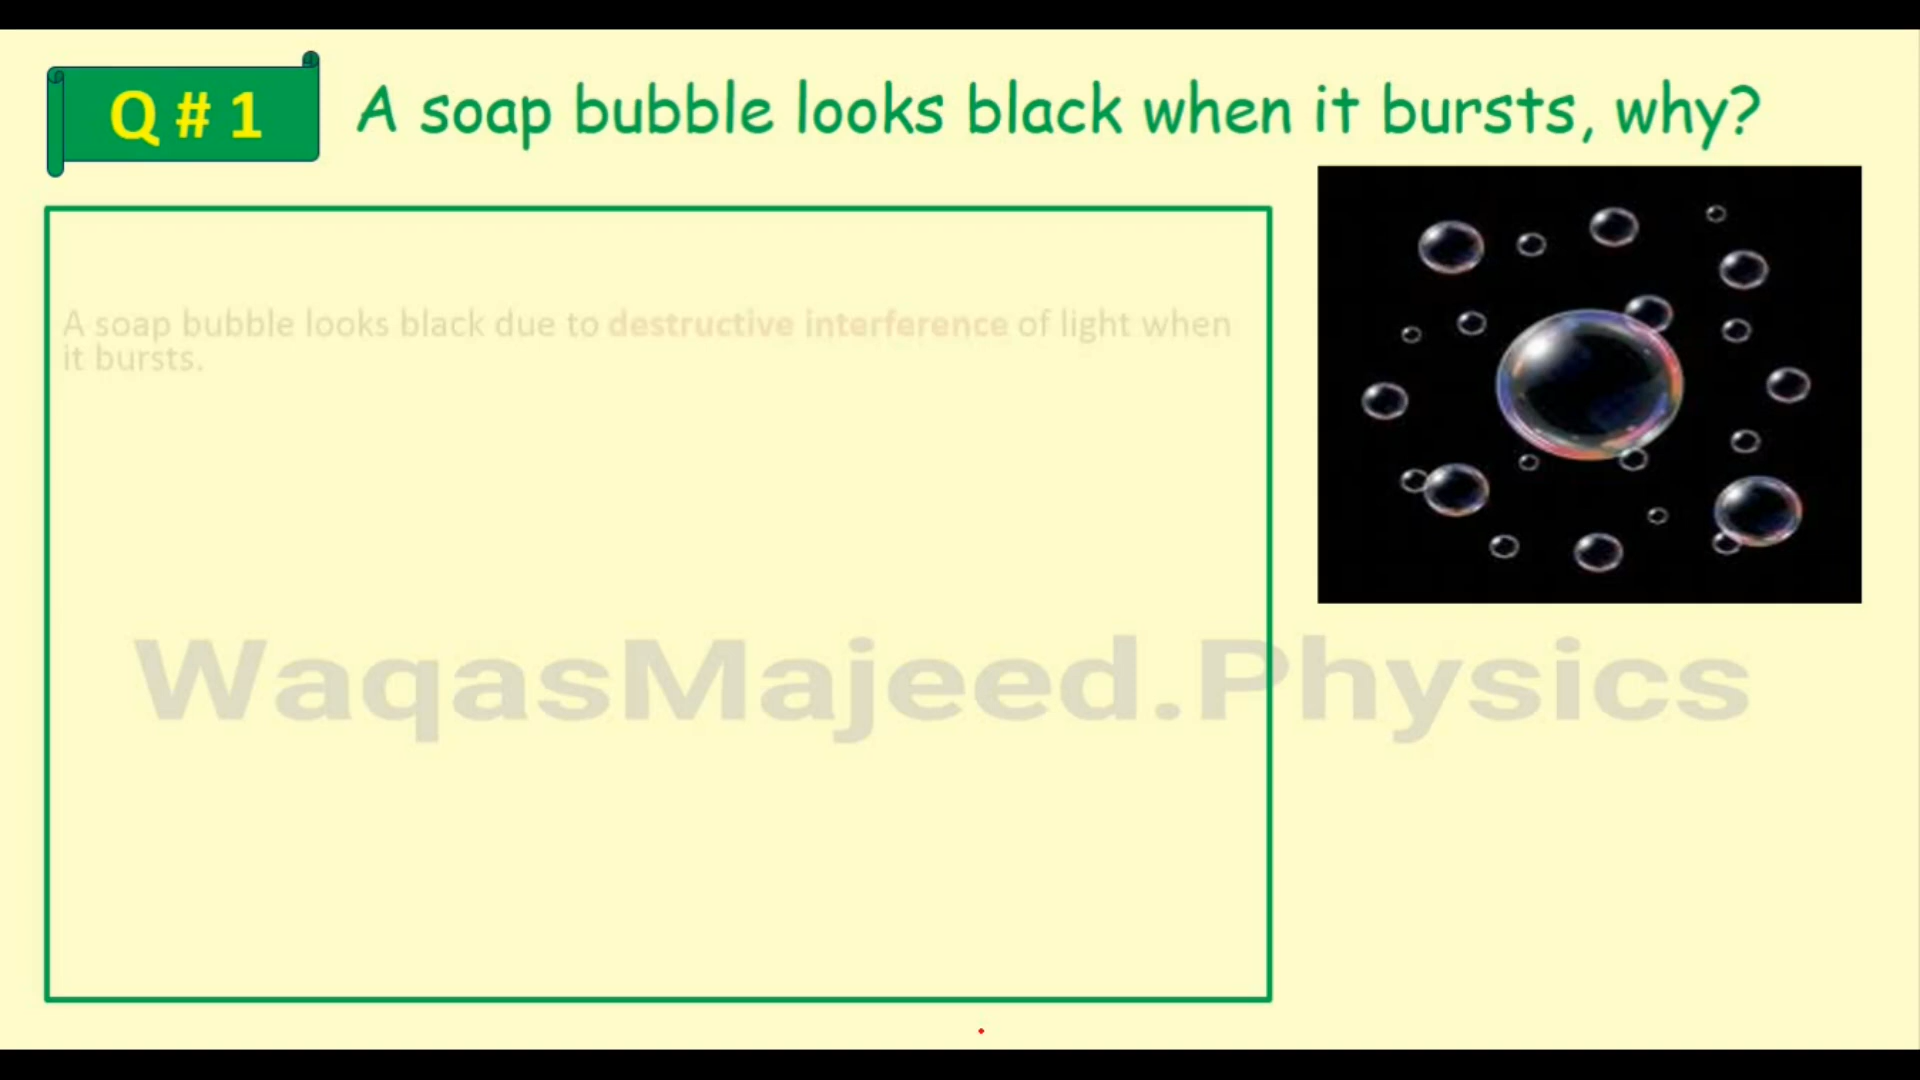 Q # 1
A soap bubble looks black when it bursts, why?
A soap bubble looks black due to destructive interference of light when
it bursts.
WaqasMajeed.Physics